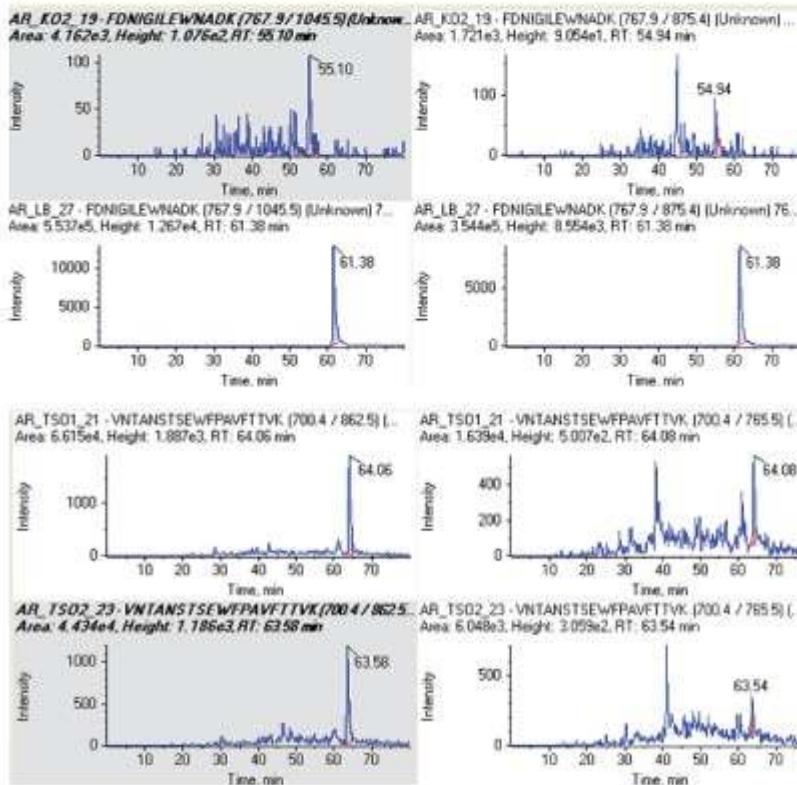 AR_KO2_19 - FDNIGILEWNADK (767.9 / 1045.5) (Unknow...
Area: 4.162e3, Height: 1.076e2, RT: 55.10 min
100
50
0
Intensity
55.10
10 20 30 40 50 60 70
Time, min
AR_KO2_19 - FDNIGILEWNADK (767.9 / 875.4) (Unknown...
Area: 1.721e3, Height: 9.054e1, RT: 54.94 min
100
0
Intensity
54.94
10 20 30 40 50 60 70
Time, min
AR_LB_27 - FDNIGILEWNADK (767.9 / 1045.5) (Unknown) 7...
Area: 5.537e5, Height: 1.267e4, RT: 61.38 min
10000
5000
0
Intensity
61.38
10 20 30 40 50 60 70
Time, min
AR_LB_27 - FDNIGILEWNADK (767.9 / 875.4) (Unknown) 76...
Area: 3.544e5, Height: 8.554e3, RT: 61.38 min
5000
0
Intensity
61.38
10 20 30 40 50 60 70
Time, min
AR_TSO1_21 - VNTANSTSEWFPAVFTTVK (700.4 / 862.5) (...
Area: 6.615e4, Height: 1.887e3, RT: 64.06 min
1000
0
Intensity
64.06
10 20 30 40 50 60 70
Time, min
AR_TSO1_21 - VNTANSTSEWFPAVFTTVK (700.4 / 765.5) (...
Area: 1.639e4, Height: 5.007e2, RT: 64.08 min
400
200
0
Intensity
64.08
10 20 30 40 50 60 70
Time, min
AR_TSO2_23 - VNTANSTSEWFPAVFTTVK (700.4 / 862.5...
Area: 4.434e4, Height: 1.186e3, RT: 63.58 min
1000
500
0
Intensity
63.58
10 20 30 40 50 60 70
Time, min
AR_TSO2_23 - VNTANSTSEWFPAVFTTVK (700.4 / 765.5) (...
Area: 6.048e3, Height: 3.059e2, RT: 63.54 min
500
0
Intensity
63.54
10 20 30 40 50 60 70
Time, min